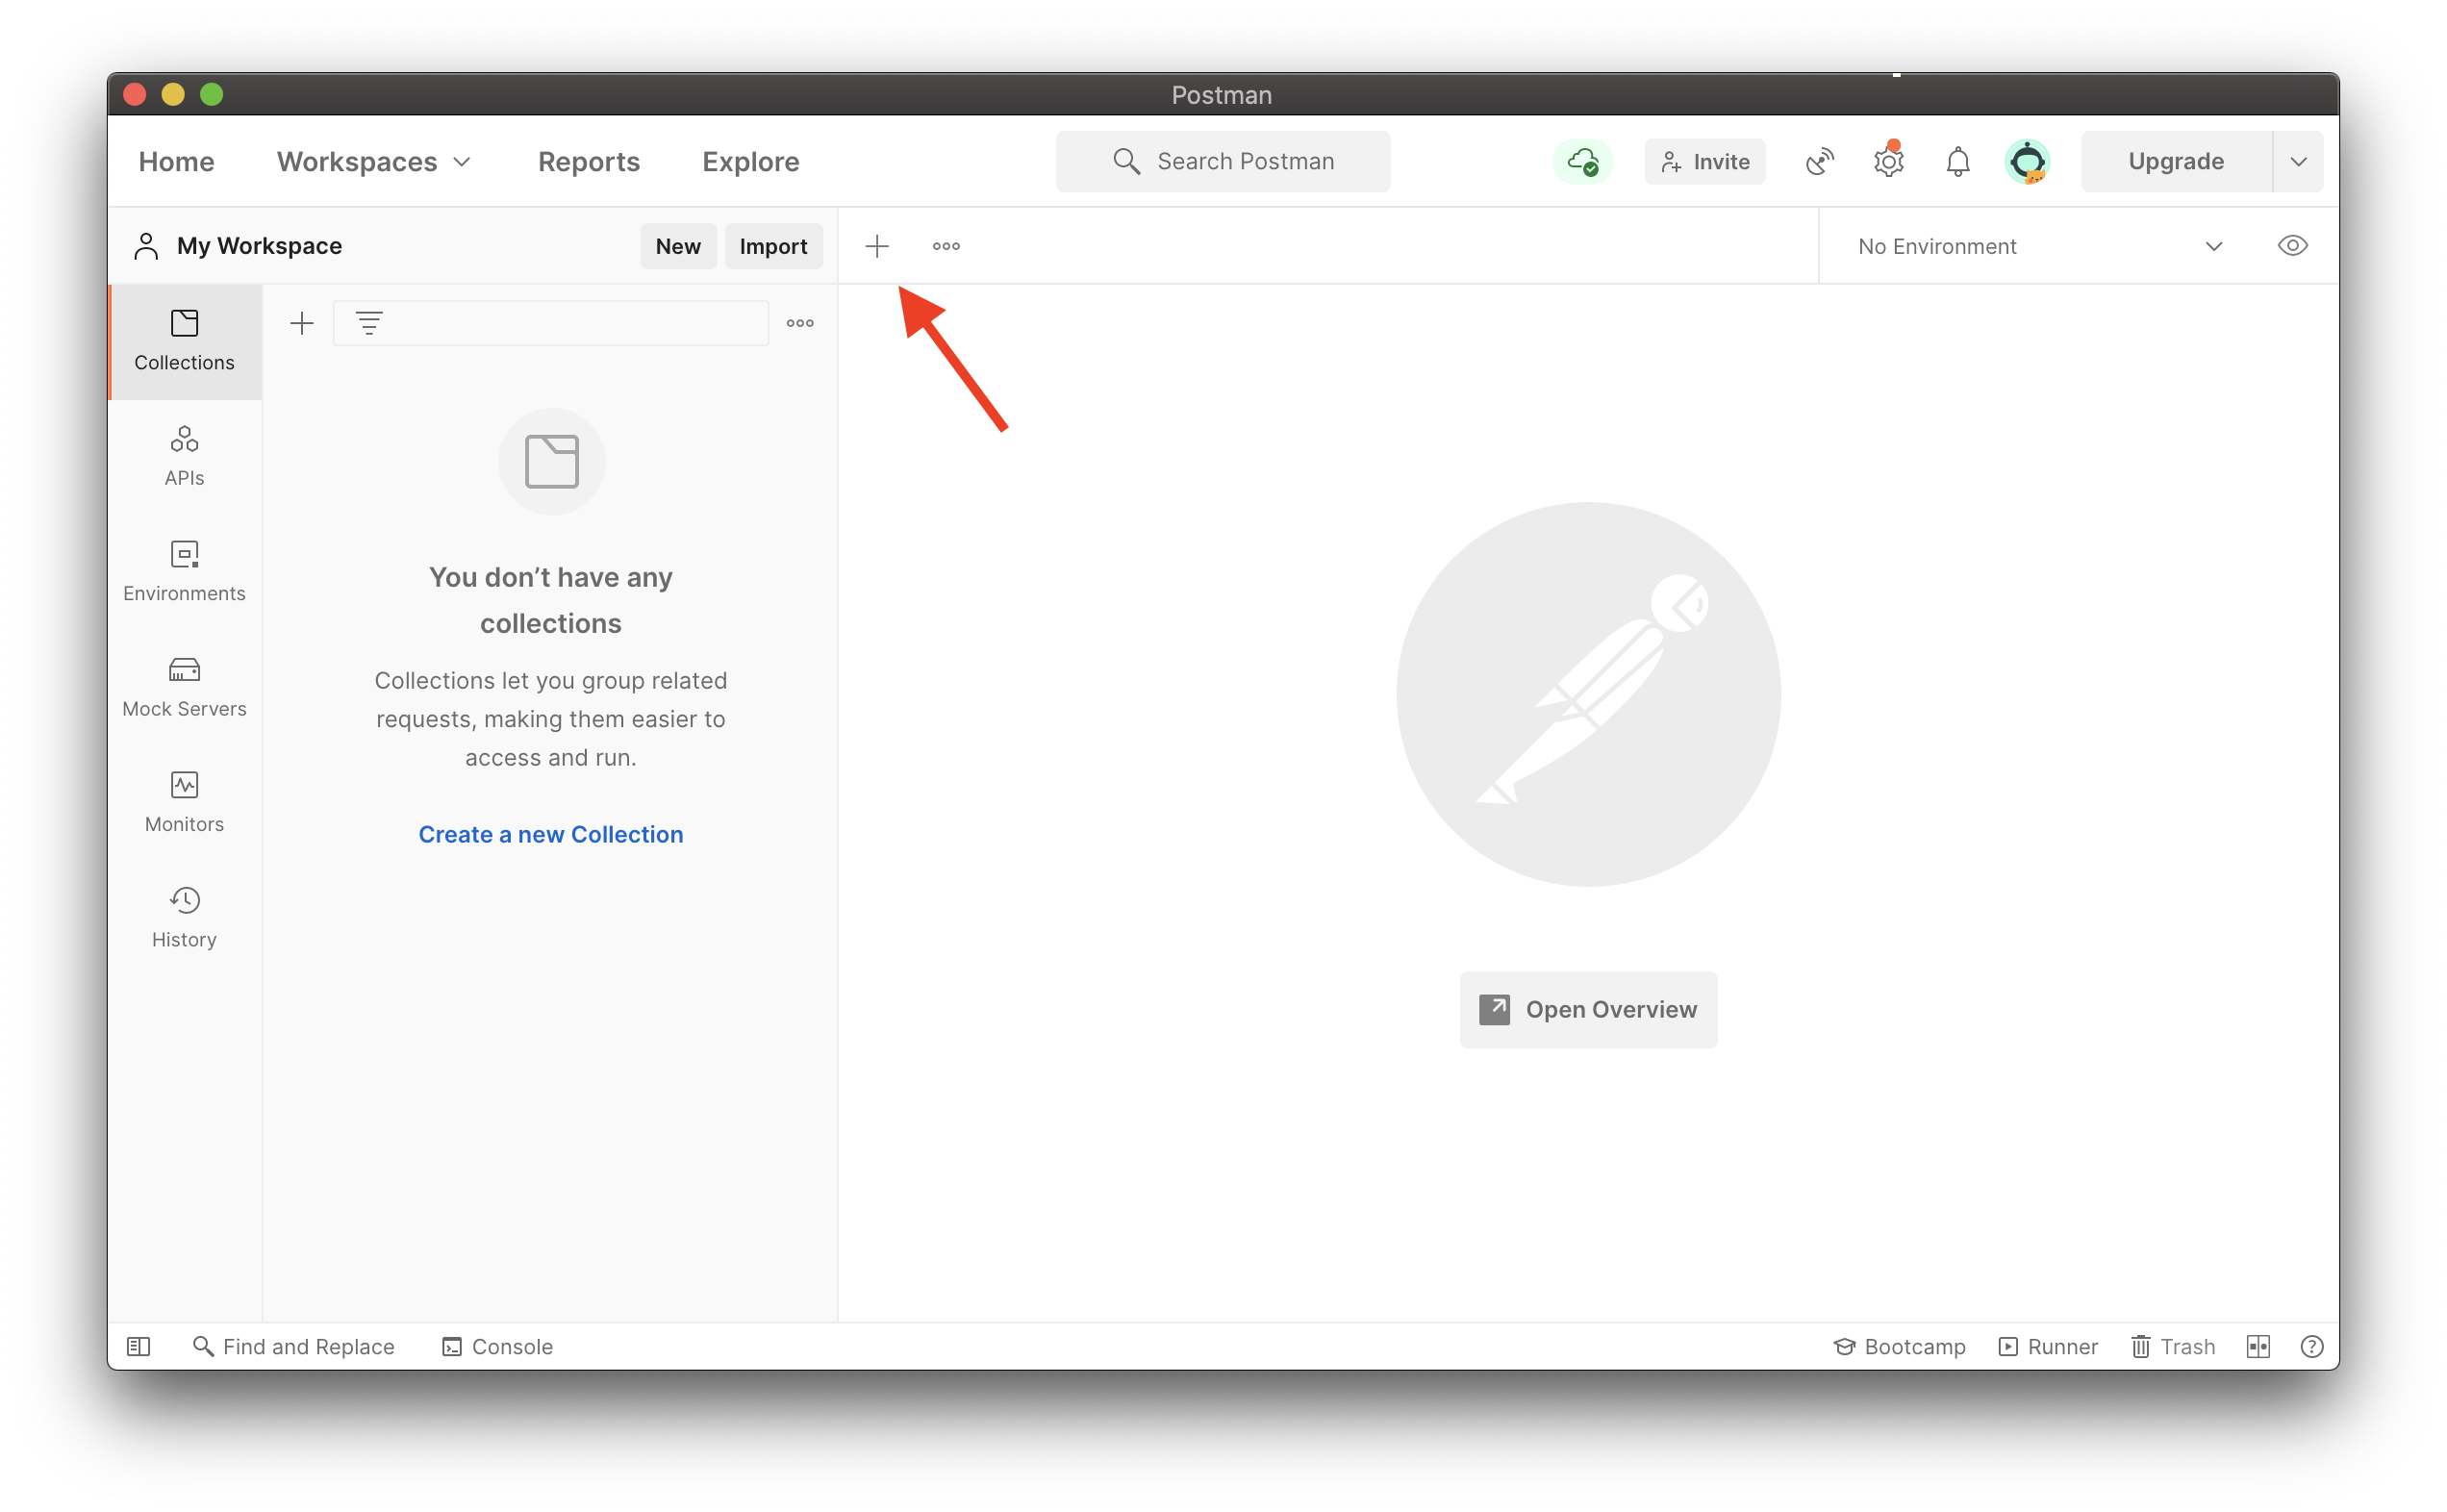 Postman
Home Workspaces Reports Explore Search Postman Invite Upgrade
My Workspace New Import No Environment
Collections
APIs
Environments
Mock Servers
Monitors
History
You don’t have any
collections
Collections let you group related
requests, making them easier to
access and run.
Create a new Collection
Open Overview
Find and Replace Console Bootcamp Runner Trash